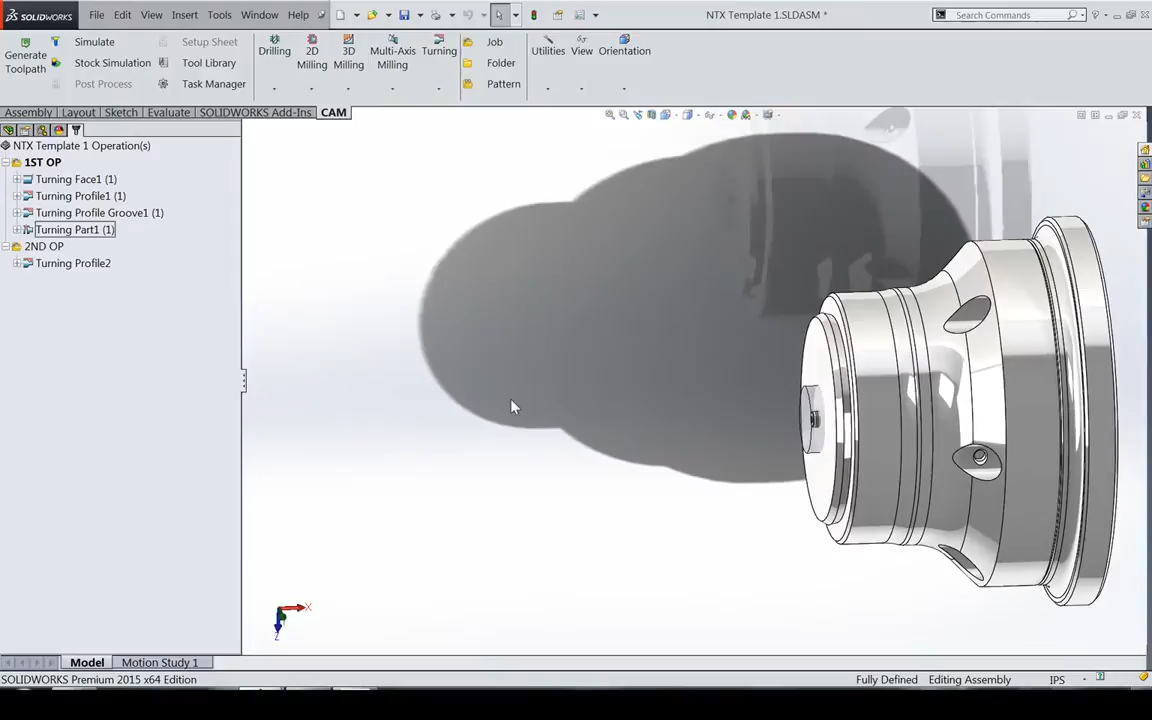 SOLIDWORKS
File Edit View Insert Tools Window Help
NTX Template 1.SLDASM *
Search Commands
Generate Toolpath
Simulate
Stock Simulation
Post Process
Setup Sheet
Tool Library
Task Manager
Drilling
2D Milling
3D Milling
Multi-Axis Milling
Turning
Job
Folder
Pattern
Utilities
View
Orientation
Assembly Layout Sketch Evaluate SOLIDWORKS Add-Ins CAM
NTX Template 1 Operation(s)
1ST OP
Turning Face1 (1)
Turning Profile1 (1)
Turning Profile Groove1 (1)
Turning Part1 (1)
2ND OP
Turning Profile2
X
Z
Model Motion Study 1
SOLIDWORKS Premium 2015 x64 Edition
Fully Defined Editing Assembly IPS